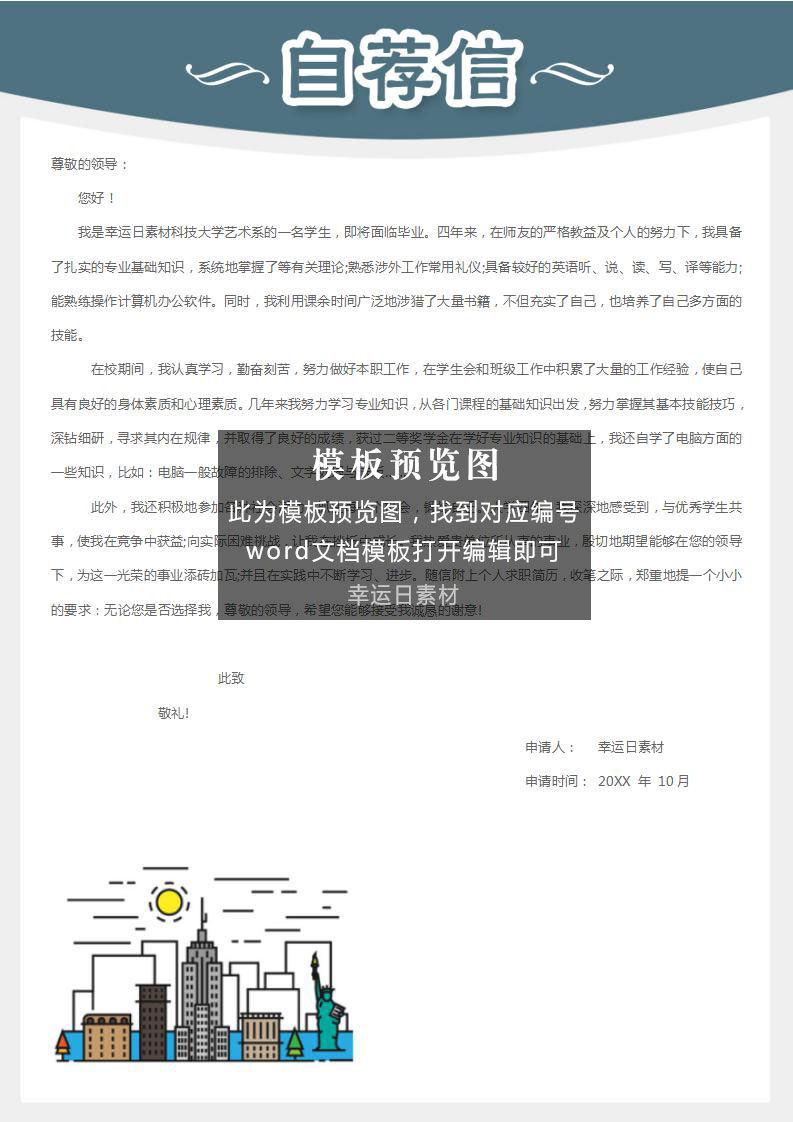 自荐信
尊敬的领导：
您好！
我是幸运日素材科技大学艺术系的一名学生，即将面临毕业。四年来，在师友的严格教益及个人的努力下，我具备
了扎实的专业基础知识，系统地掌握了等有关理论;熟悉涉外工作常用礼仪;具备较好的英语听、说、读、写、译等能力;
能熟练操作计算机办公软件。同时，我利用课余时间广泛地涉猎了大量书籍，不但充实了自己，也培养了自己多方面的
技能。
在校期间，我认真学习，勤奋刻苦，努力做好本职工作，在学生会和班级工作中积累了大量的工作经验，使自己
具有良好的身体素质和心理素质。几年来我努力学习专业知识，从各门课程的基础知识出发，努力掌握其基本技能技巧，
深钻细研，寻求其内在规律，并取得了良好的成绩，获过二等奖学金在学好专业知识的基础上，我还自学了电脑方面的
一些知识，比如：电脑一般故障的排除、文字
模板预览图
此外，我还积极地参加 深地感受到，与优秀学生共
此为模板预览图，找到对应编号
事，使我在竞争中获益;向实际困难挑战，让我在挫折中成长。 殷切地期望能够在您的领导
word文档模板打开编辑即可
下，为这一光荣的事业添砖加瓦;并且在实践中不断学习、进步。随信附上个人求职简历，收笔之际，郑重地提一个小小
幸运日素材
的要求：无论您是否选择我，尊敬的领导，希望您能够接受我诚恳的谢意!
此致
敬礼!
申请人： 幸运日素材
申请时间： 20XX 年 10月